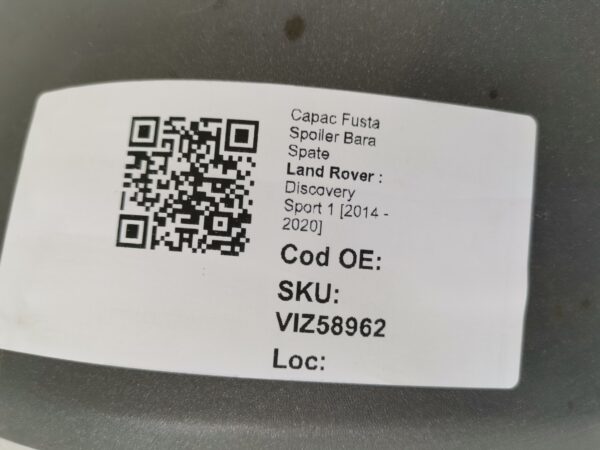 Capac Fusta
Spoiler Bara
Spate
Land Rover :
Discovery
Sport 1 [2014 -
2020]
Cod OE:
SKU:
VIZ58962
Loc: